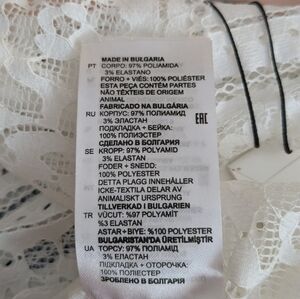 MADE IN BULGARIA
PT CORPO: 97% POLIAMIDA
3% ELASTANO
FORRO + VIÉS: 100% POLIÉSTER
ESTA PEÇA CONTÉM PARTES
NÃO TÊXTEIS DE ORIGEM
ANIMAL
FABRICADO NA BULGÁRIA
RU КОРПУС: 97% ПОЛИАМИД
3% ЭЛАСТАН
ПОДКЛАДКА + БЕЙКА:
100% ПОЛИЭСТЕР
СДЕЛАНО В БОЛГАРИЯ
SE KROPP: 97% POLYAMID
3% ELASTAN
FODER + SNEDD:
100% POLYESTER
DETTA PLAGG INNEHÅLLER
ICKE-TEXTILA DELAR AV
ANIMALISKT URSPRUNG
TILLVERKAD I BULGARIEN
TR VÜCUT: %97 POLYAMİT
%3 ELASTAN
ASTAR+BIYE: %100 POLYESTER
BULGARISTAN'DA ÜRETİLMİŞTİR
UA ТОРСУ: 97% ПОЛІАМІД
3% ЕЛАСТАН
ПІДКЛАДКА + ОТОРОЧКА:
100% ПОЛІЕСТЕР
ЗРОБЛЕНО В БОЛГАРІЯ
EAC